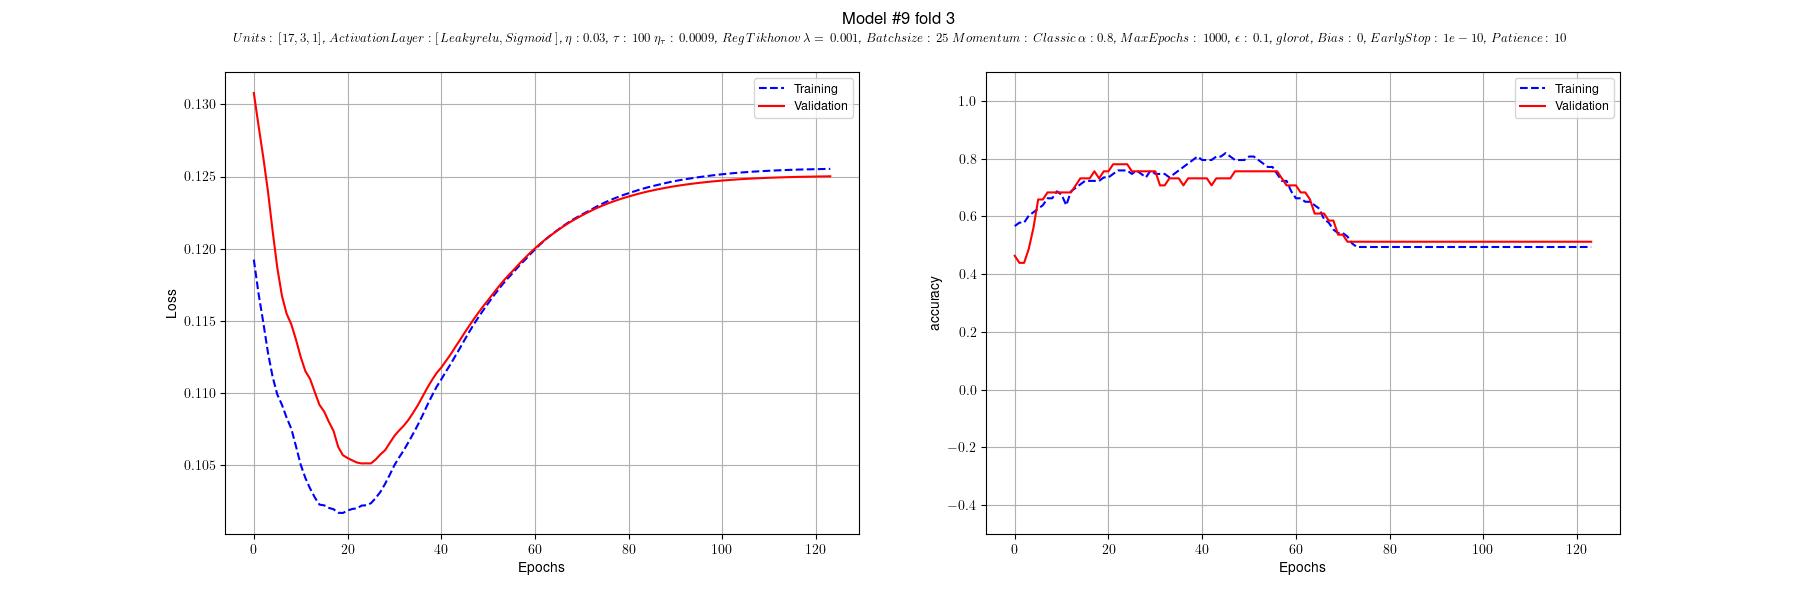 Model #9 fold 3
Units : [17, 3, 1], ActivationLayer : [Leakyrelu, Sigmoid ], η : 0.03, τ : 100 ητ : 0.0009, RegTikhonov λ = 0.001, Batchsize : 25 Momentum : Classic α : 0.8, MaxEpochs : 1000, ϵ : 0.1, glorot, Bias : 0, EarlyStop : 1e − 10, Patience : 10
Training
Validation
0.130
0.125
0.120
0.115
0.110
0.105
Loss
0 20 40 60 80 100 120
Epochs
Training
Validation
1.0
0.8
0.6
0.4
0.2
0.0
−0.2
−0.4
accuracy
0 20 40 60 80 100 120
Epochs